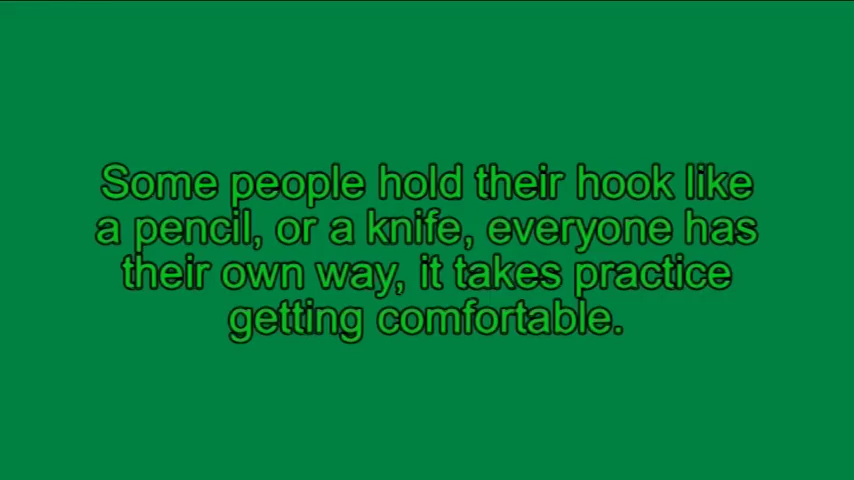 Some people hold their hook like
a pencil, or a knife, everyone has
their own way, it takes practice
getting comfortable.